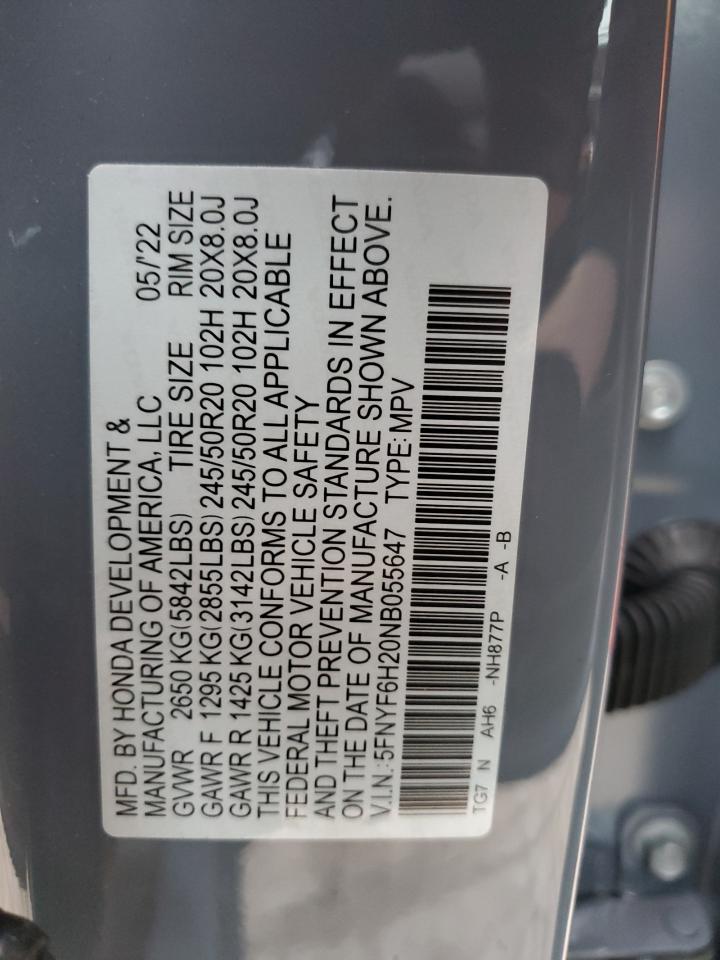 MFD. BY HONDA DEVELOPMENT &
MANUFACTURING OF AMERICA, LLC 05/'22
GVWR 2650 KG(5842LBS) TIRE SIZE RIM SIZE
GAWR F 1295 KG(2855LBS) 245/50R20 102H 20X8.0J
GAWR R 1425 KG(3142LBS) 245/50R20 102H 20X8.0J
THIS VEHICLE CONFORMS TO ALL APPLICABLE
FEDERAL MOTOR VEHICLE SAFETY
AND THEFT PREVENTION STANDARDS IN EFFECT
ON THE DATE OF MANUFACTURE SHOWN ABOVE.
V.I.N.:5FNYF6H20NB055647 TYPE: MPV
TG7 N AH6 -NH877P -A -B